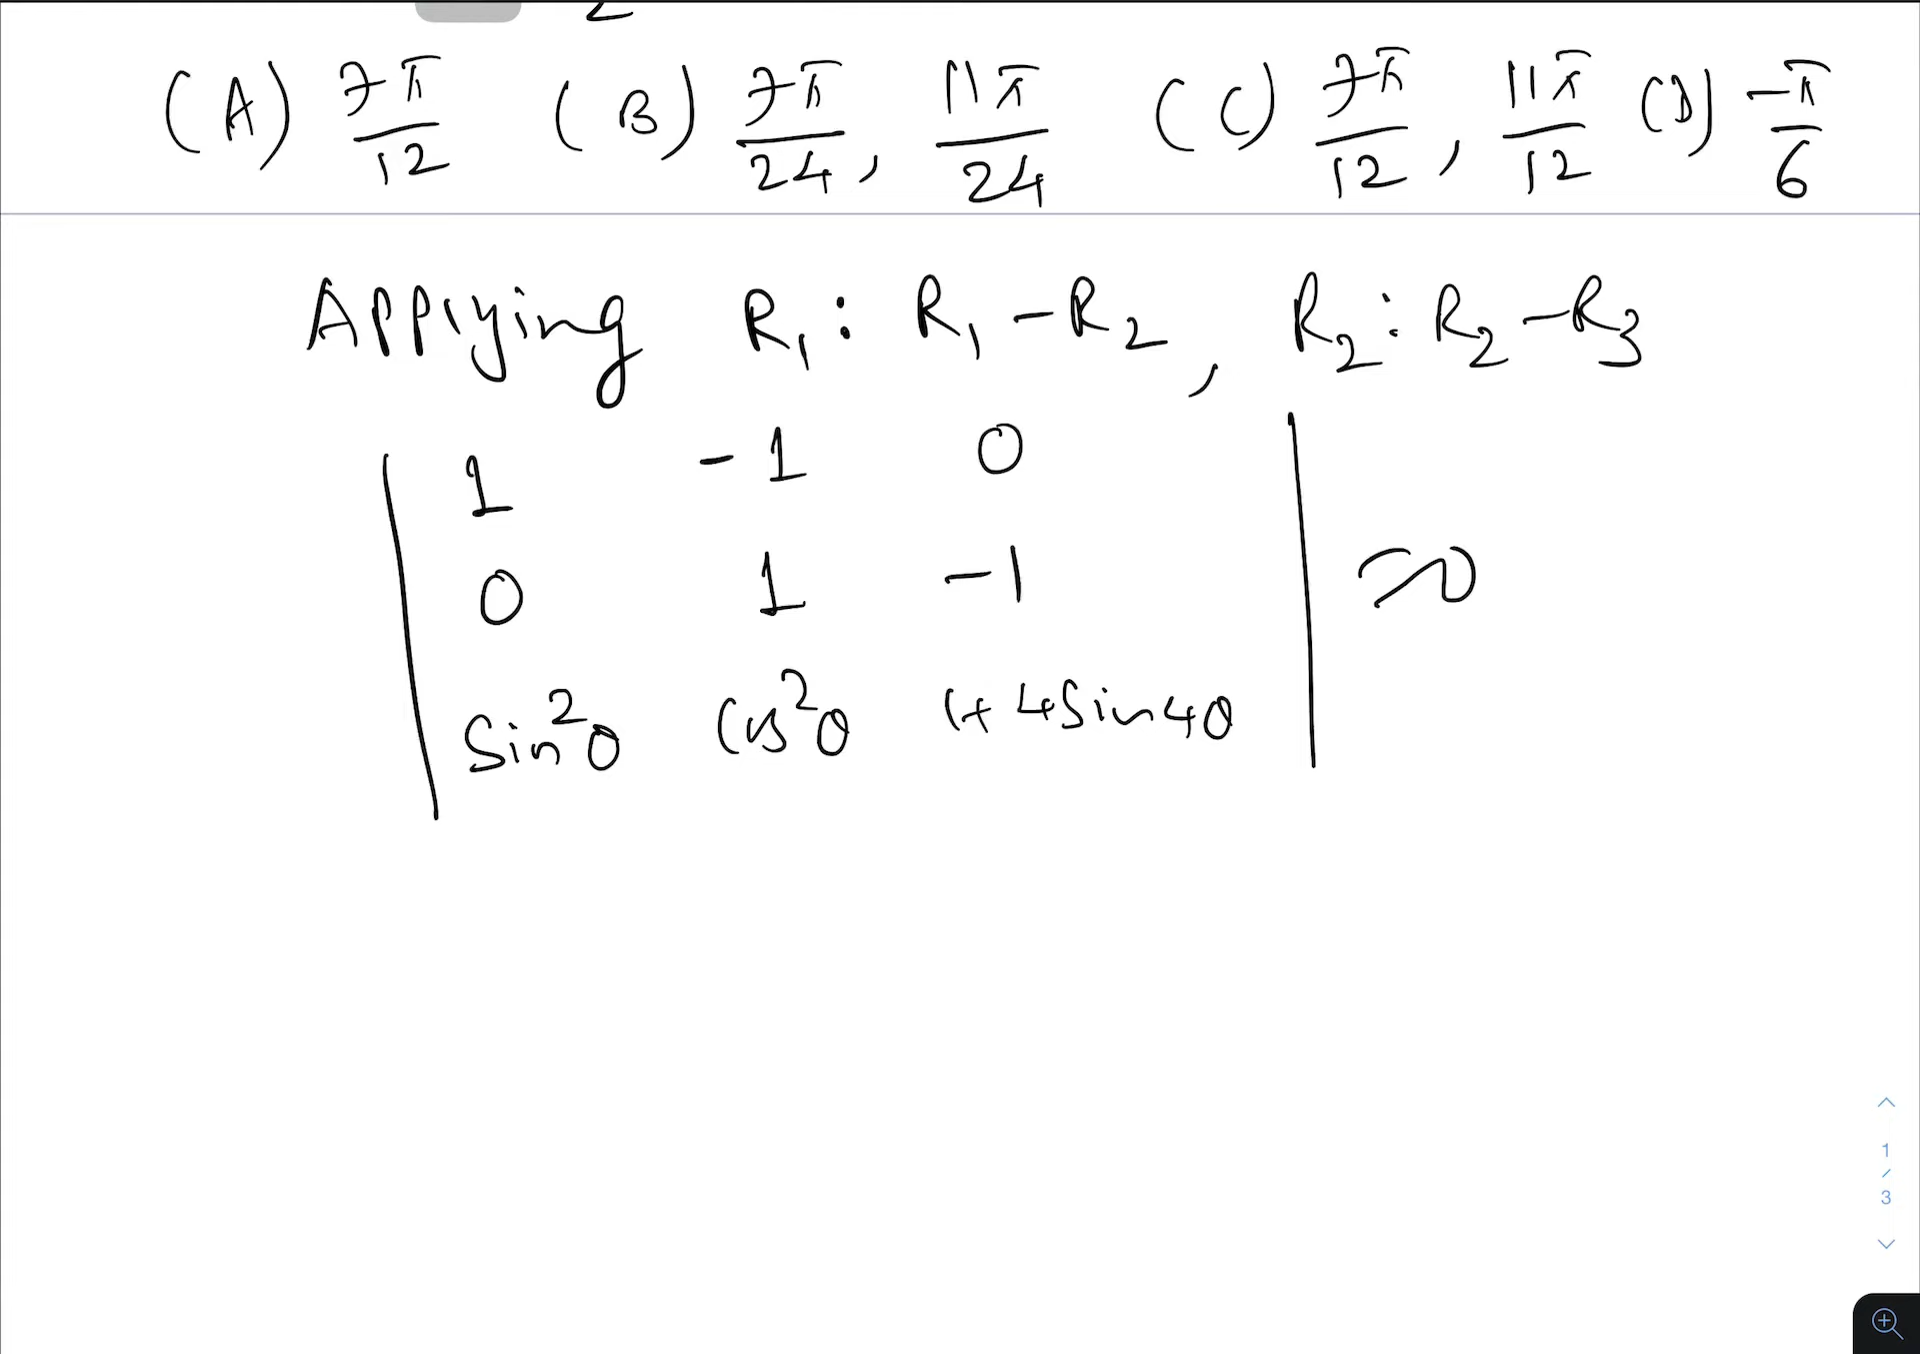 (A) 7π/12 (B) 7π/24, 11π/24 (C) 7π/12, 11π/12 (D) -π/6
Applying R₁: R₁-R₂, R₂: R₂-R₃
| 1 -1 0 |
| 0 1 -1 | =0
| Sin²θ Cos²θ 1+4Sin4θ |
1
/
3